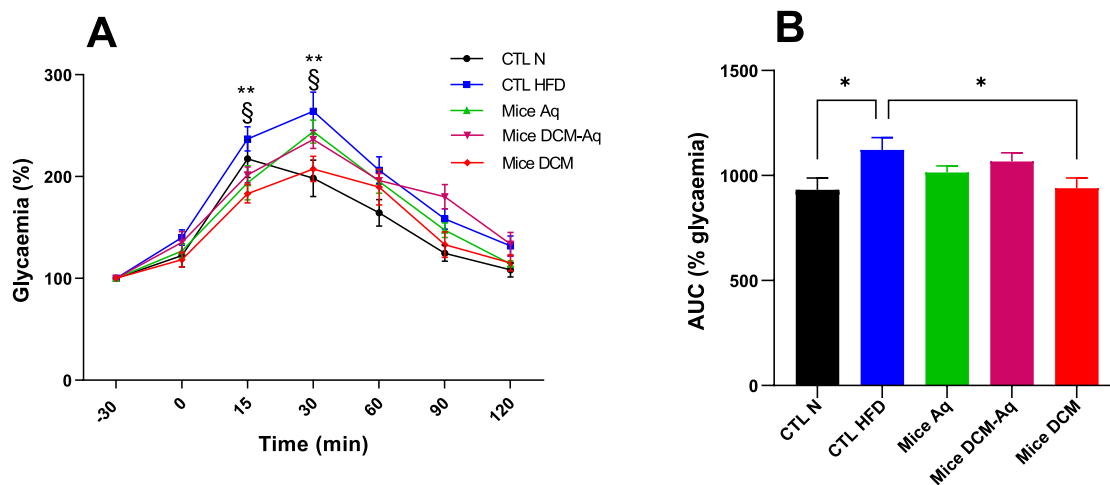 A
**
§
**
§
CTL N
CTL HFD
Mice Aq
Mice DCM-Aq
Mice DCM
Glycaemia (%)
300
200
100
0
-30
0
15
30
60
90
120
Time (min)
B
*
*
AUC (% glycaemia)
1500
1000
500
0
CTL N
CTL HFD
Mice Aq
Mice DCM-Aq
Mice DCM